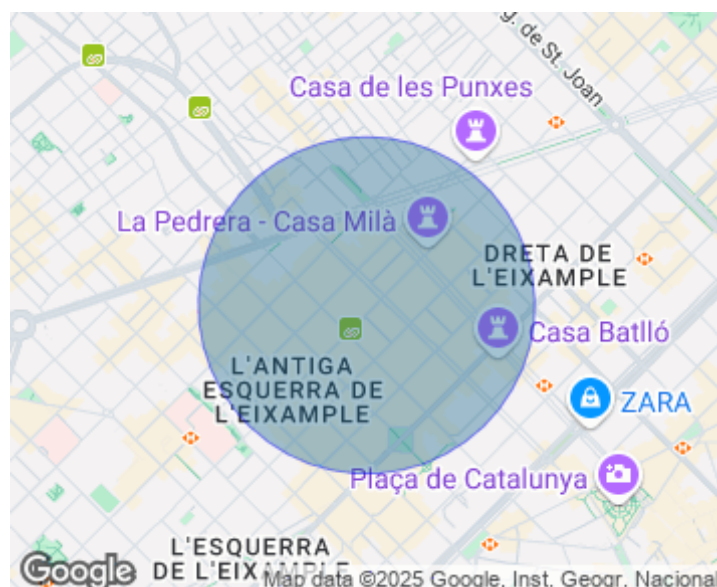 g. de St. Joan
Casa de les Punxes
La Pedrera - Casa Milà
DRETA DE
L'EIXAMPLE
Casa Batlló
L'ANTIGA
ESQUERRA DE
L'EIXAMPLE
ZARA
Plaça de Catalunya
L'ESQUERRA
DE L'EIXAMPLE
Google
Map data ©2025 Google, Inst. Geogr. Nacional